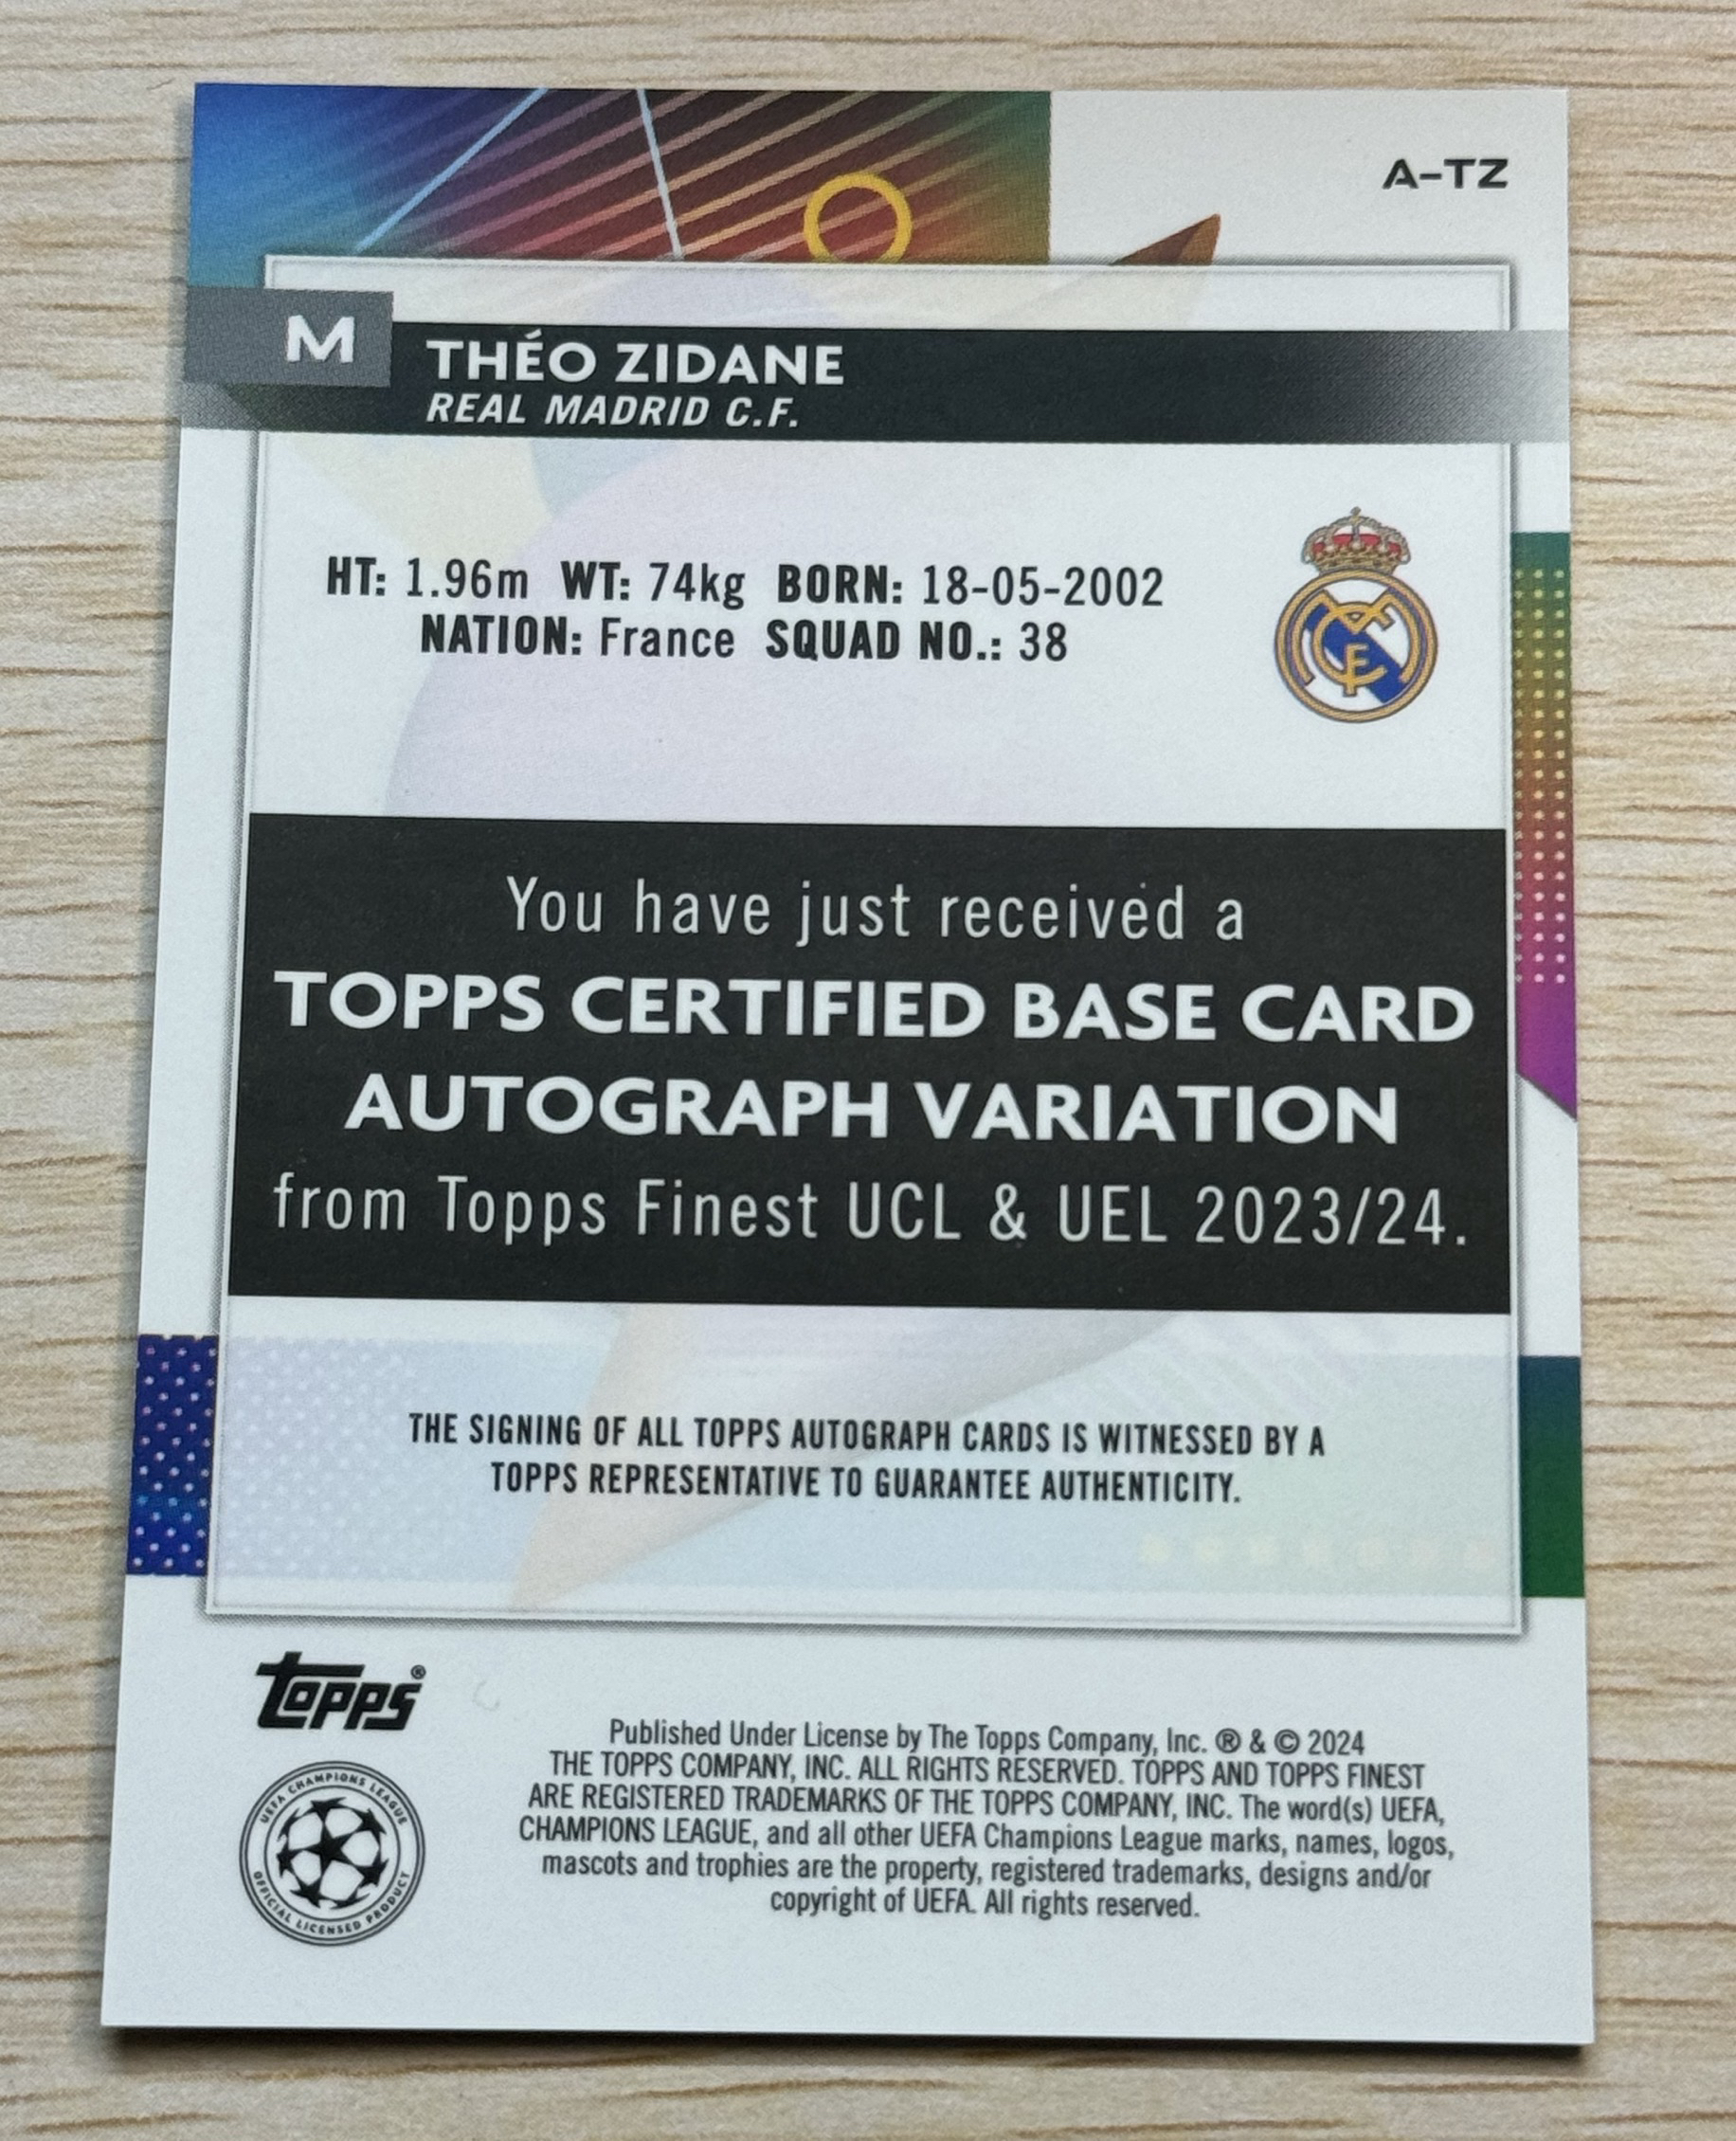 A-TZ
M
THÉO ZIDANE
REAL MADRID C.F.
HT: 1.96m WT: 74kg BORN: 18-05-2002
NATION: France SQUAD NO.: 38
You have just received a
TOPPS CERTIFIED BASE CARD
AUTOGRAPH VARIATION
from Topps Finest UCL & UEL 2023/24.
THE SIGNING OF ALL TOPPS AUTOGRAPH CARDS IS WITNESSED BY A
TOPPS REPRESENTATIVE TO GUARANTEE AUTHENTICITY.
topps®
UEFA CHAMPIONS LEAGUE
OFFICIAL LICENSED PRODUCT
Published Under License by The Topps Company, Inc. ® & © 2024
THE TOPPS COMPANY, INC. ALL RIGHTS RESERVED. TOPPS AND TOPPS FINEST
ARE REGISTERED TRADEMARKS OF THE TOPPS COMPANY, INC. The word(s) UEFA,
CHAMPIONS LEAGUE, and all other UEFA Champions League marks, names, logos,
mascots and trophies are the property, registered trademarks, designs and/or
copyright of UEFA. All rights reserved.